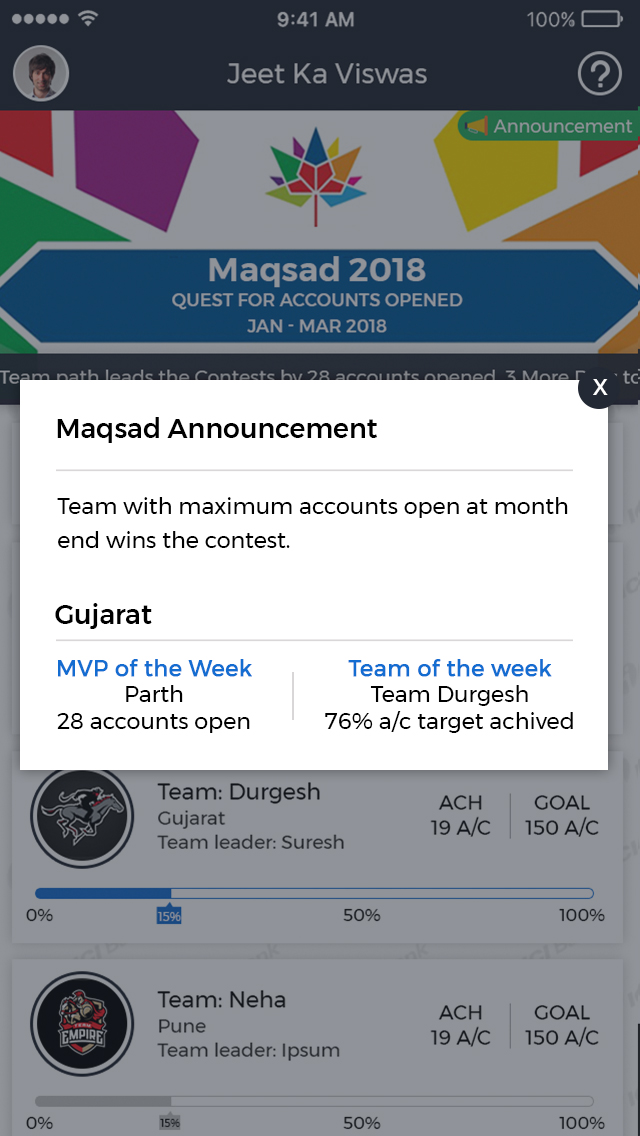 9:41 AM
100%
Jeet Ka Viswas
?
Announcement
Maqsad 2018
QUEST FOR ACCOUNTS OPENED
JAN - MAR 2018
Team path leads the Contests by 28 accounts opened. 3 More
X
Maqsad Announcement
Team with maximum accounts open at month
end wins the contest.
Gujarat
MVP of the Week
Parth
28 accounts open
Team of the week
Team Durgesh
76% a/c target achived
Team: Durgesh
Gujarat
Team leader: Suresh
ACH
19 A/C
GOAL
150 A/C
0%
15%
50%
100%
TEAM
EMPIRE
Team: Neha
Pune
Team leader: Ipsum
ACH
19 A/C
GOAL
150 A/C
0%
15%
50%
100%